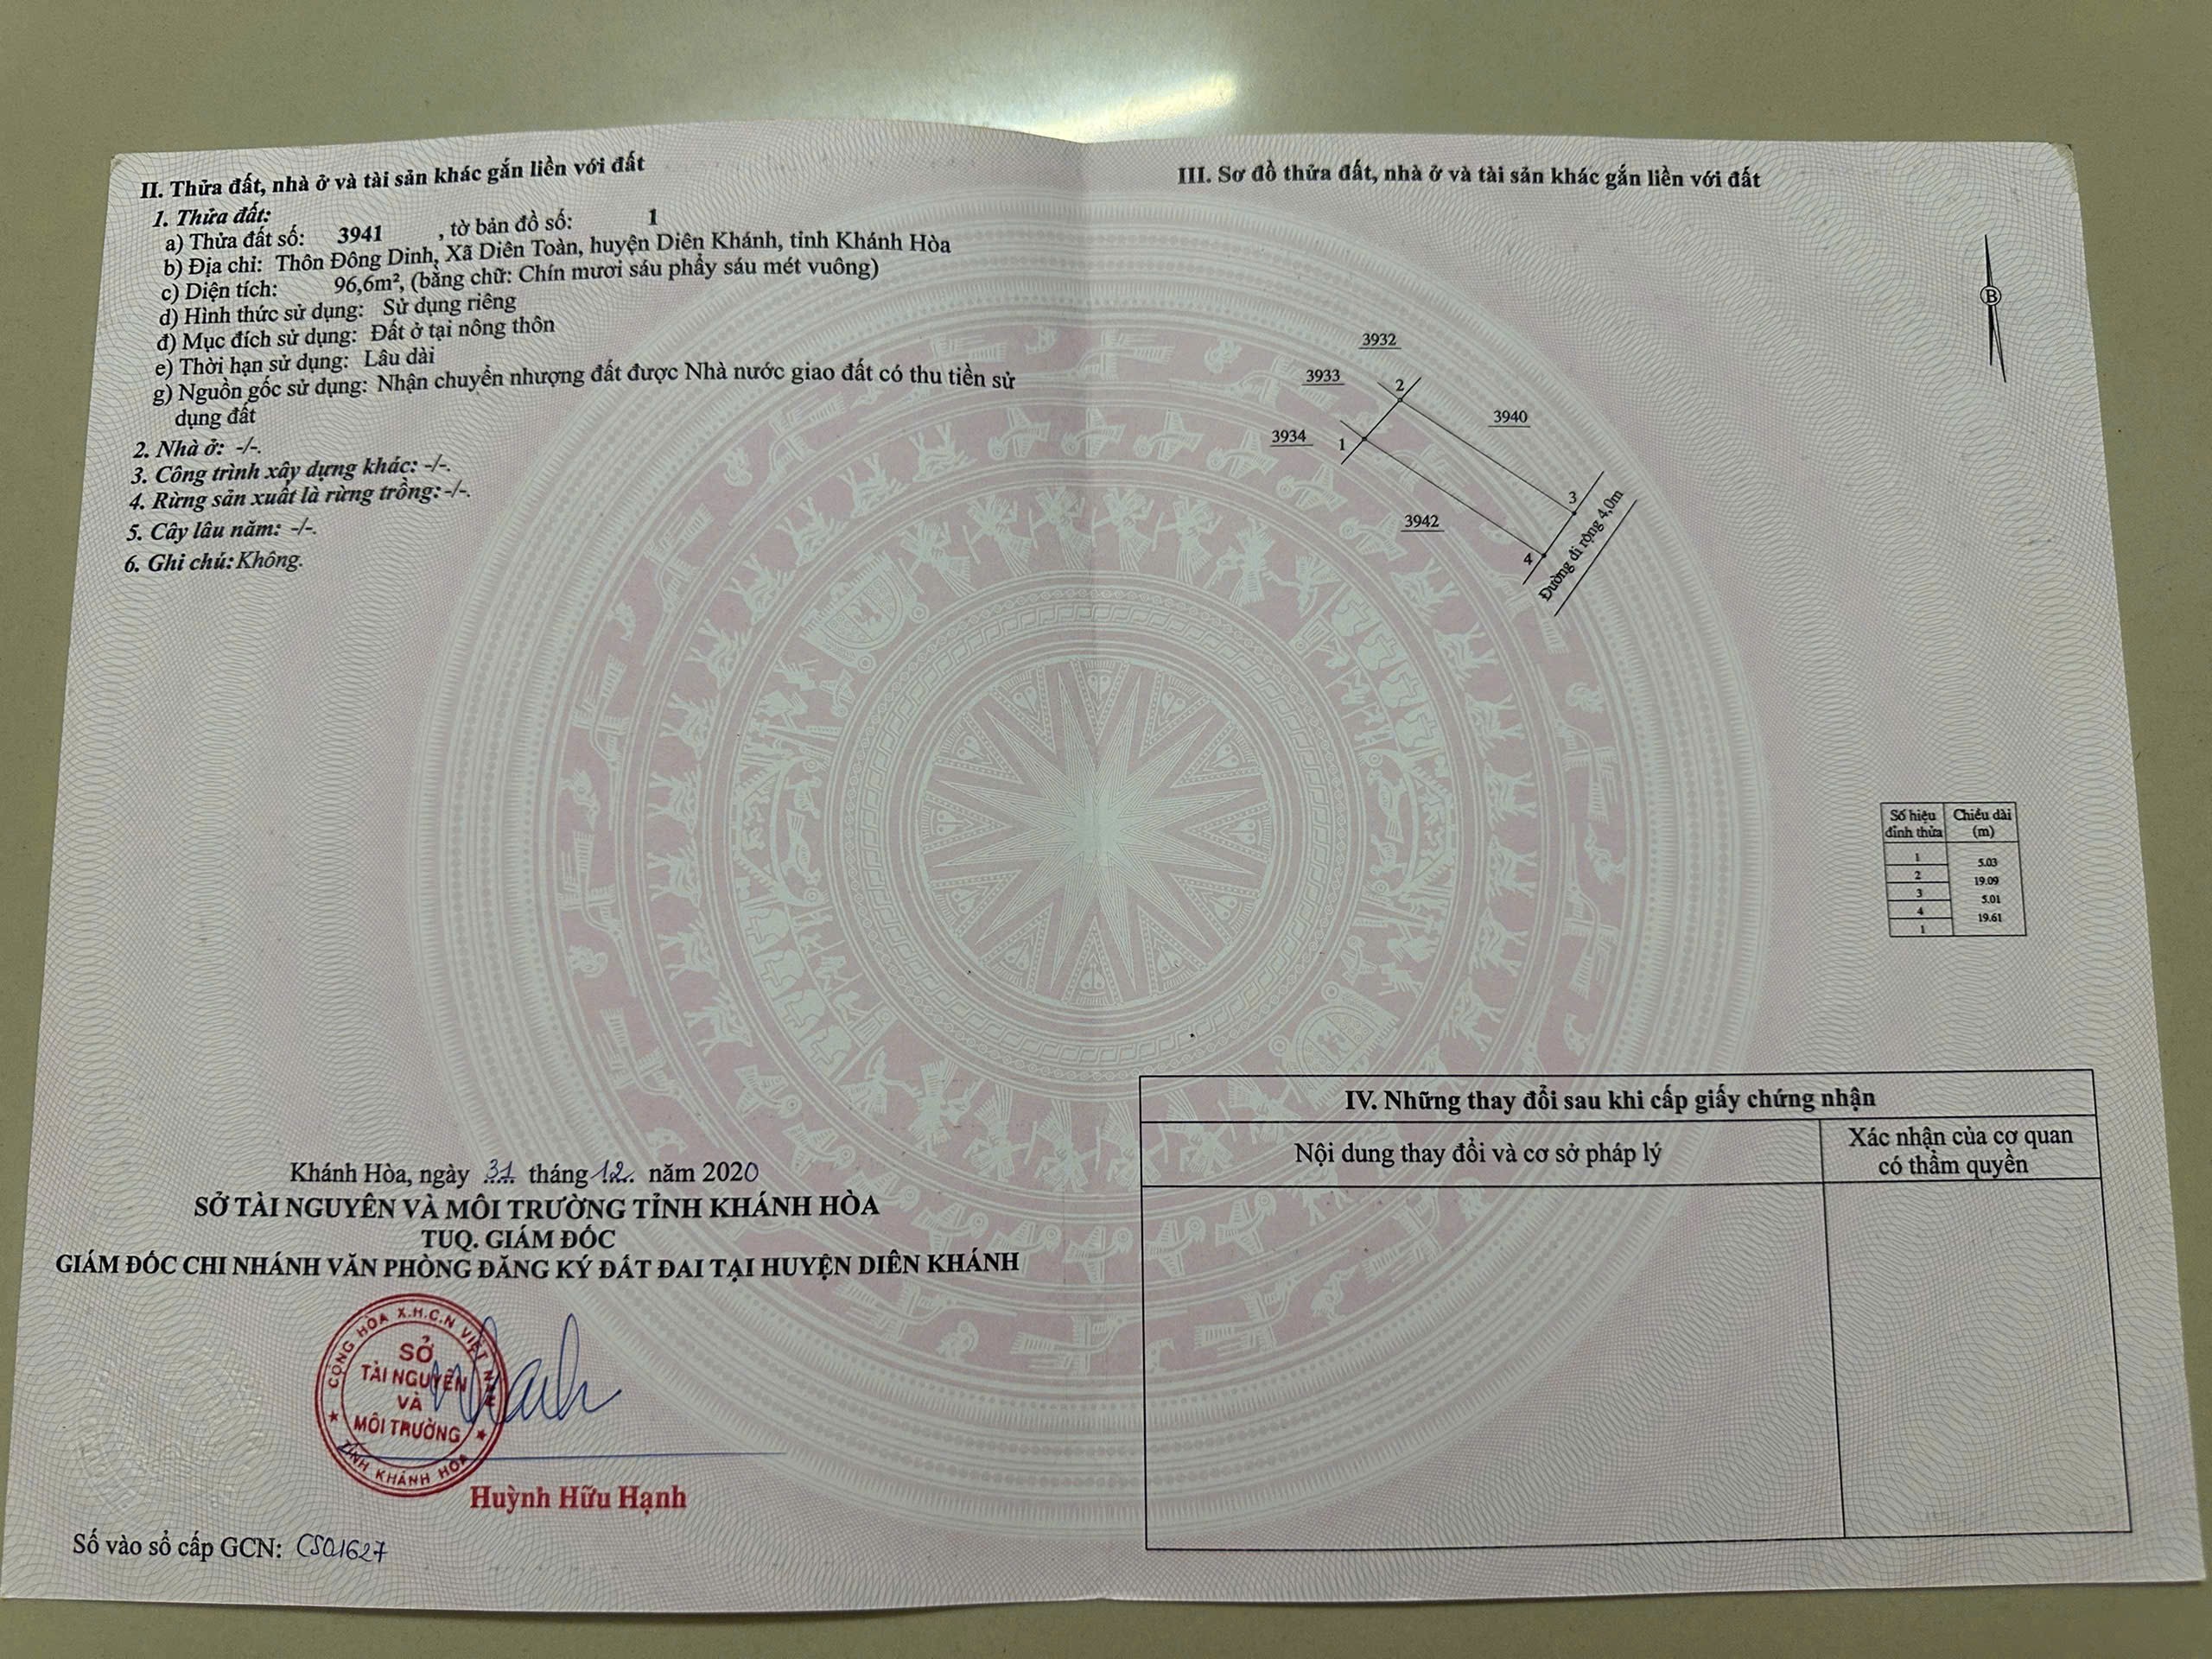 II. Thửa đất, nhà ở và tài sản khác gắn liền với đất
1. Thửa đất:
a) Thửa đất số: 3941 , tờ bản đồ số: 1
b) Địa chỉ: Thôn Đông Dinh, Xã Diên Toàn, huyện Diên Khánh, tỉnh Khánh Hòa
c) Diện tích: 96,6m², (bằng chữ: Chín mươi sáu phẩy sáu mét vuông)
d) Hình thức sử dụng: Sử dụng riêng
đ) Mục đích sử dụng: Đất ở tại nông thôn
e) Thời hạn sử dụng: Lâu dài
g) Nguồn gốc sử dụng: Nhận chuyển nhượng đất được Nhà nước giao đất có thu tiền sử
dụng đất
2. Nhà ở: -/-.
3. Công trình xây dựng khác: -/-.
4. Rừng sản xuất là rừng trồng: -/-.
5. Cây lâu năm: -/-.
6. Ghi chú: Không.
Khánh Hòa, ngày 31 tháng 12 năm 2020
SỞ TÀI NGUYÊN VÀ MÔI TRƯỜNG TỈNH KHÁNH HÒA
TUQ. GIÁM ĐỐC
GIÁM ĐỐC CHI NHÁNH VĂN PHÒNG ĐĂNG KÝ ĐẤT ĐAI TẠI HUYỆN DIÊN KHÁNH
CỘNG HÒA X.H.C.N VIỆT NAM
SỞ
TÀI NGUYÊN
VÀ
MÔI TRƯỜNG
TỈNH KHÁNH HÒA
Huỳnh Hữu Hạnh
Số vào sổ cấp GCN: CS01627
III. Sơ đồ thửa đất, nhà ở và tài sản khác gắn liền với đất
B
3932
3933
2
3940
3934
1
3
3942
4
Đường đi rộng 4,0m
Số hiệu đỉnh thửa Chiều dài (m)
1
5.03
2
19.09
3
5.01
4
19.61
1
IV. Những thay đổi sau khi cấp giấy chứng nhận
Nội dung thay đổi và cơ sở pháp lý
Xác nhận của cơ quan
có thẩm quyền